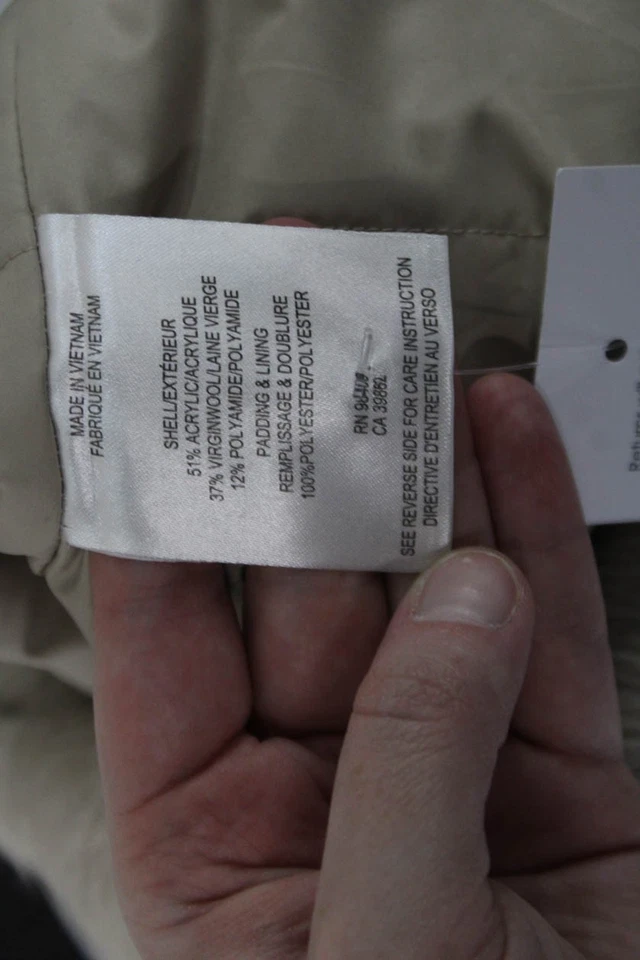 MADE IN VIETNAM
FABRIQUÉ EN VIETNAM
SHELL/EXTÉRIEUR
51% ACRYLIC/ACRYLIQUE
37% VIRGINWOOL/LAINE VIERGE
12% POLYAMIDE/POLYAMIDE
PADDING & LINING
REMPLISSAGE & DOUBLURE
100%POLYESTER/POLYESTER
RN
CA
SEE REVERSE SIDE FOR CARE INSTRUCTION
DIRECTIVE D'ENTRETIEN AU VERSO